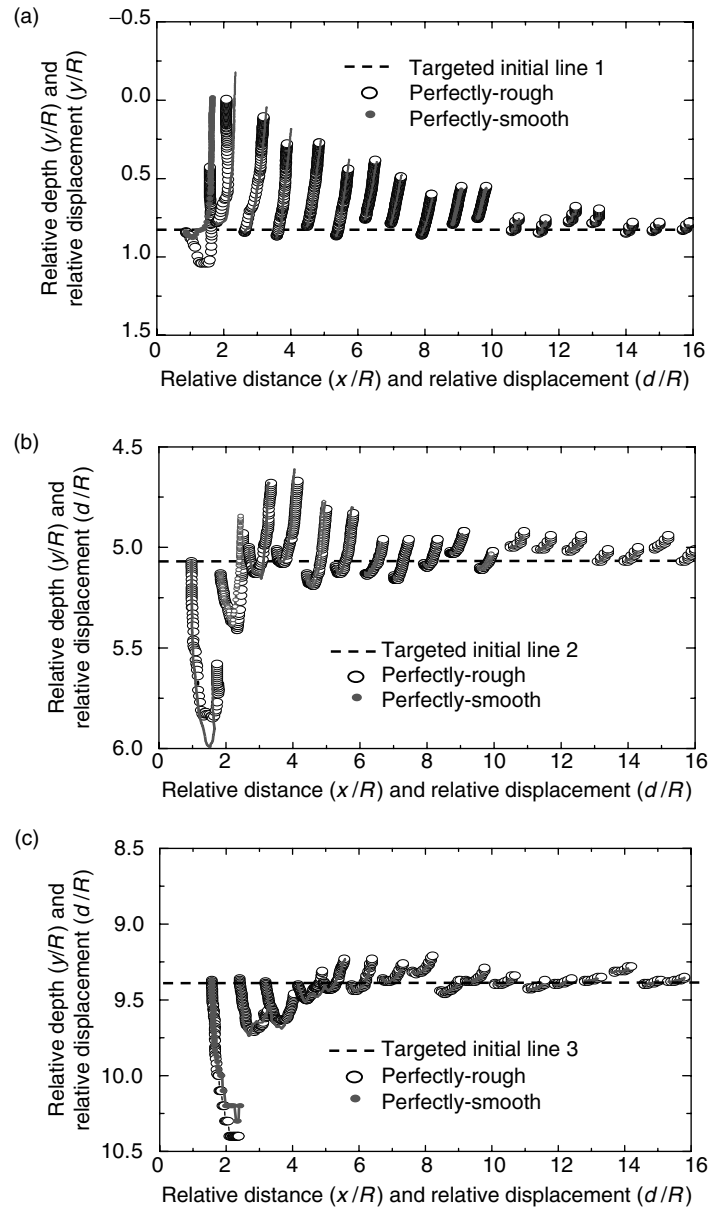 (a)
−0.5
0.0
0.5
1.0
1.5
Relative depth (y/R) and
relative displacement (y/R)
Targeted initial line 1
Perfectly-rough
Perfectly-smooth
0 2 4 6 8 10 12 14 16
Relative distance (x/R) and relative displacement (d/R)
(b)
4.5
5.0
5.5
6.0
Relative depth (y/R) and
relative displacement (d/R)
Targeted initial line 2
Perfectly-rough
Perfectly-smooth
0 2 4 6 8 10 12 14 16
Relative distance (x/R) and relative displacement (d/R)
(c)
8.5
9.0
9.5
10.0
10.5
Relative depth (y/R) and
relative displacement (d/R)
Targeted initial line 3
Perfectly-rough
Perfectly-smooth
0 2 4 6 8 10 12 14 16
Relative distance (x/R) and relative displacement (d/R)